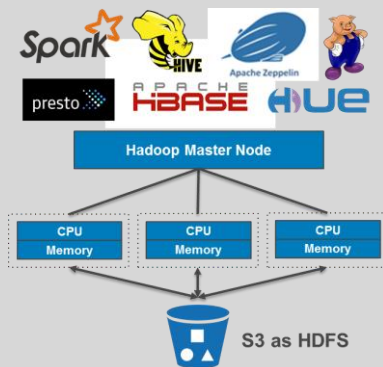 Spark
HIVE
Apache Zeppelin
presto
APACHE
HBASE
HUE
Hadoop Master Node
CPU
Memory
CPU
Memory
CPU
Memory
S3 as HDFS